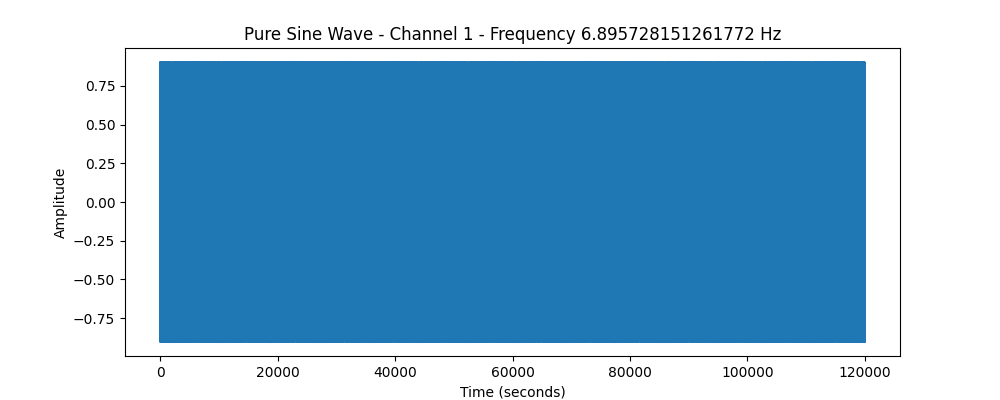 Pure Sine Wave - Channel 1 - Frequency 6.895728151261772 Hz
0.75
0.50
0.25
0.00
−0.25
−0.50
−0.75
Amplitude
0 20000 40000 60000 80000 100000 120000
Time (seconds)